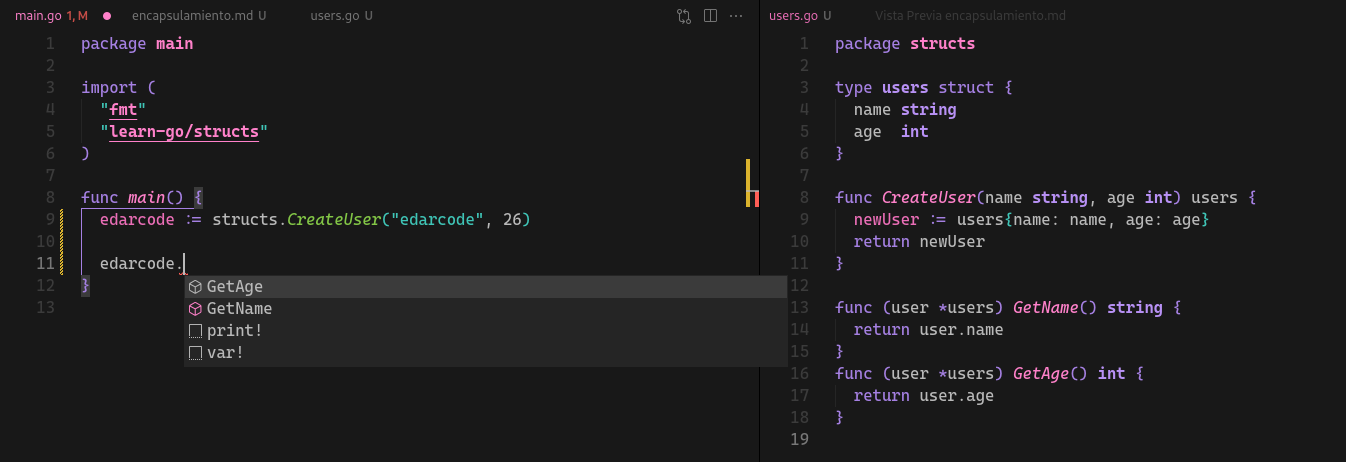 main.go 1, M
encapsulamiento.md U
users.go U
1 package main
2
3 import (
4 "fmt"
5 "learn-go/structs"
6 )
7
8 func main() {
9 edarcode := structs.CreateUser("edarcode", 26)
10
11 edarcode.
GetAge
GetName
print!
var!
12 }
13
users.go U
Vista Previa encapsulamiento.md
1 package structs
2
3 type users struct {
4 name string
5 age int
6 }
7
8 func CreateUser(name string, age int) users {
9 newUser := users{name: name, age: age}
10 return newUser
11 }
12
13 func (user *users) GetName() string {
14 return user.name
15 }
16 func (user *users) GetAge() int {
17 return user.age
18 }
19